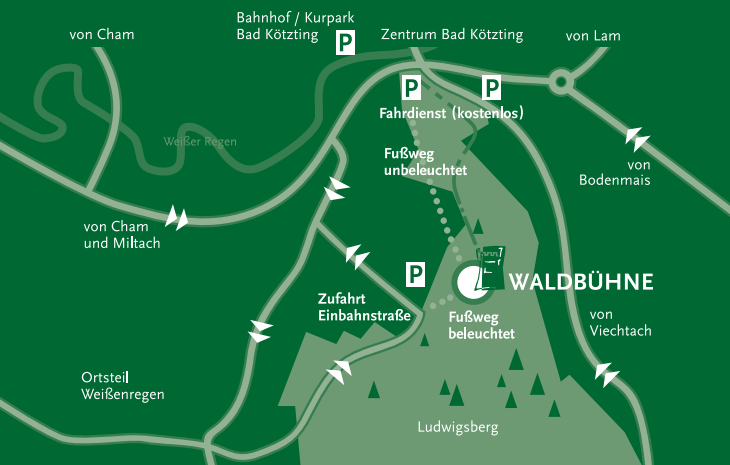 Bahnhof / Kurpark
Bad Kötzting
P
Zentrum Bad Kötzting
von Cham
von Lam
P
P
Fahrdienst (kostenlos)
Weißer Regen
Fußweg
unbeleuchtet
von
Bodenmais
von Cham
und Miltach
P
WALDBÜHNE
Zufahrt
Einbahnstraße
Fußweg
beleuchtet
von
Viechtach
Ortsteil
Weißenregen
Ludwigsberg